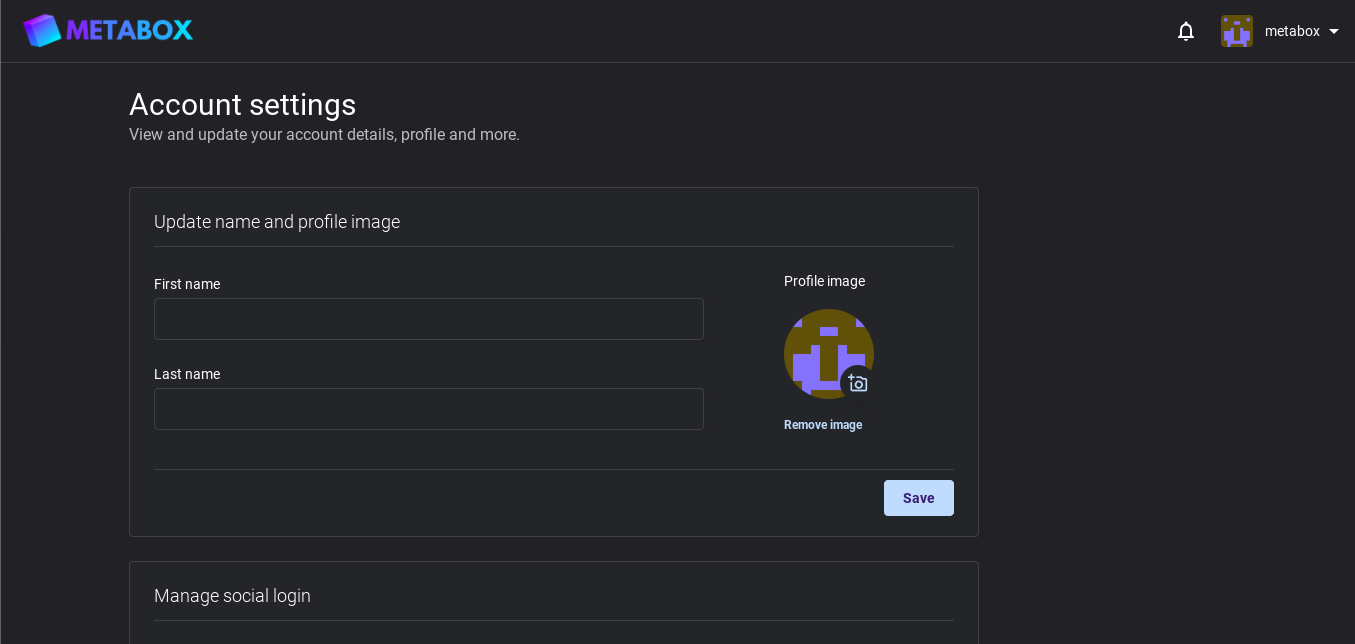 METABOX
metabox
Account settings
View and update your account details, profile and more.
Update name and profile image
First name
Profile image
Last name
Remove image
Save
Manage social login